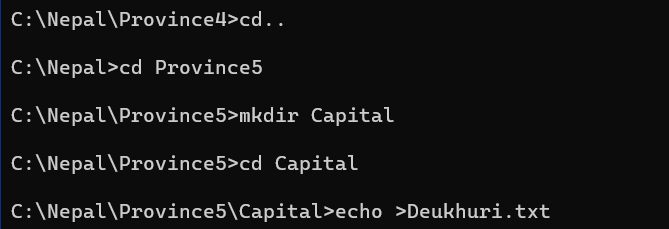 C:\Nepal\Province4>cd..
C:\Nepal>cd Province5
C:\Nepal\Province5>mkdir Capital
C:\Nepal\Province5>cd Capital
C:\Nepal\Province5\Capital>echo >Deukhuri.txt